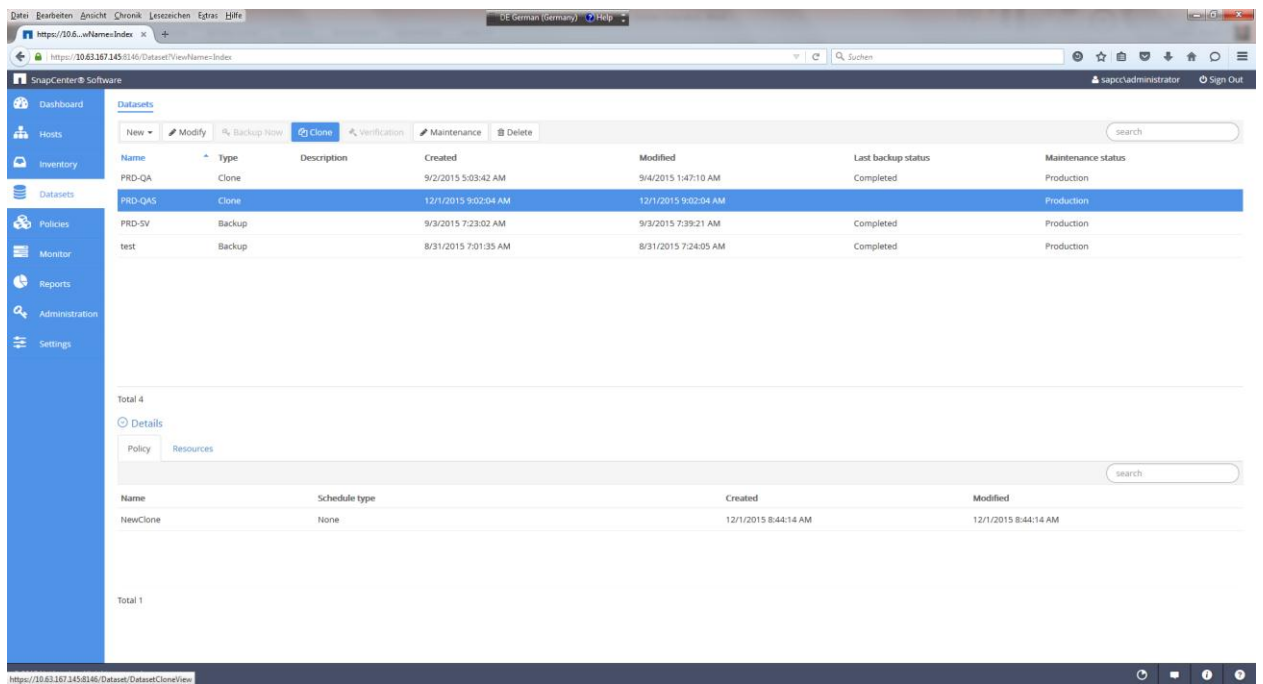 Datei Bearbeiten Ansicht Chronik Lesezeichen Extras Hilfe
DE German (Germany) Help
https://10.6...wName=Index
https://10.63.167.145:8146/Dataset?ViewName=Index
Suchen
SnapCenter® Software
sapcc\administrator Sign Out
Dashboard
Hosts
Inventory
Datasets
Policies
Monitor
Reports
Administration
Settings
Datasets
New Modify Backup Now Clone Verification Maintenance Delete
search
Name Type Description Created Modified Last backup status Maintenance status
PRD-QA Clone 9/2/2015 5:03:42 AM 9/4/2015 1:47:10 AM Completed Production
PRD-QAS Clone 12/1/2015 9:02:04 AM 12/1/2015 9:02:04 AM Production
PRD-SV Backup 9/3/2015 7:23:02 AM 9/3/2015 7:39:21 AM Completed Production
test Backup 8/31/2015 7:01:35 AM 8/31/2015 7:24:05 AM Completed Production
Total 4
Details
Policy Resources
search
Name Schedule type Created Modified
NewClone None 12/1/2015 8:44:14 AM 12/1/2015 8:44:14 AM
Total 1
https://10.63.167.145:8146/Dataset/DatasetCloneView